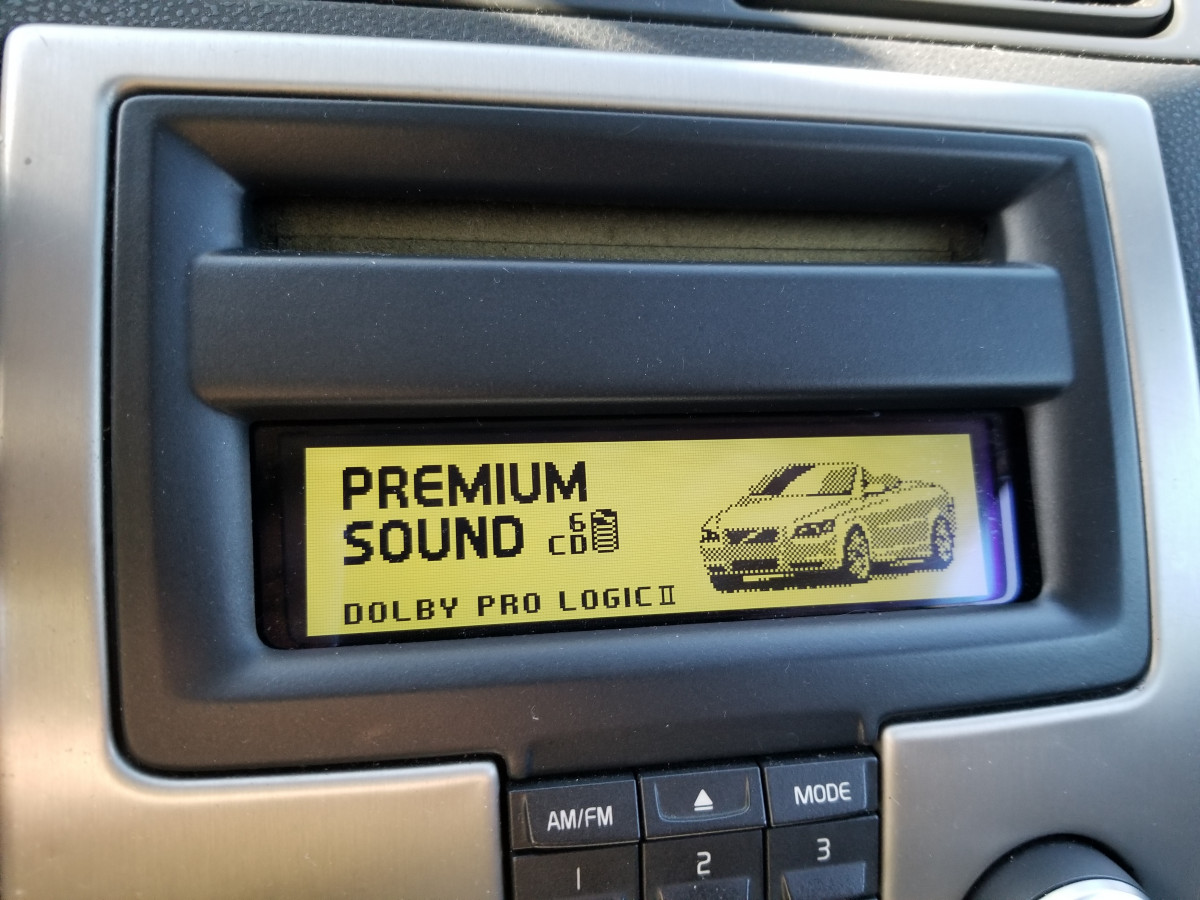 PREMIUM
SOUND 6
CD
DOLBY PRO LOGIC II
AM/FM MODE
1 2 3